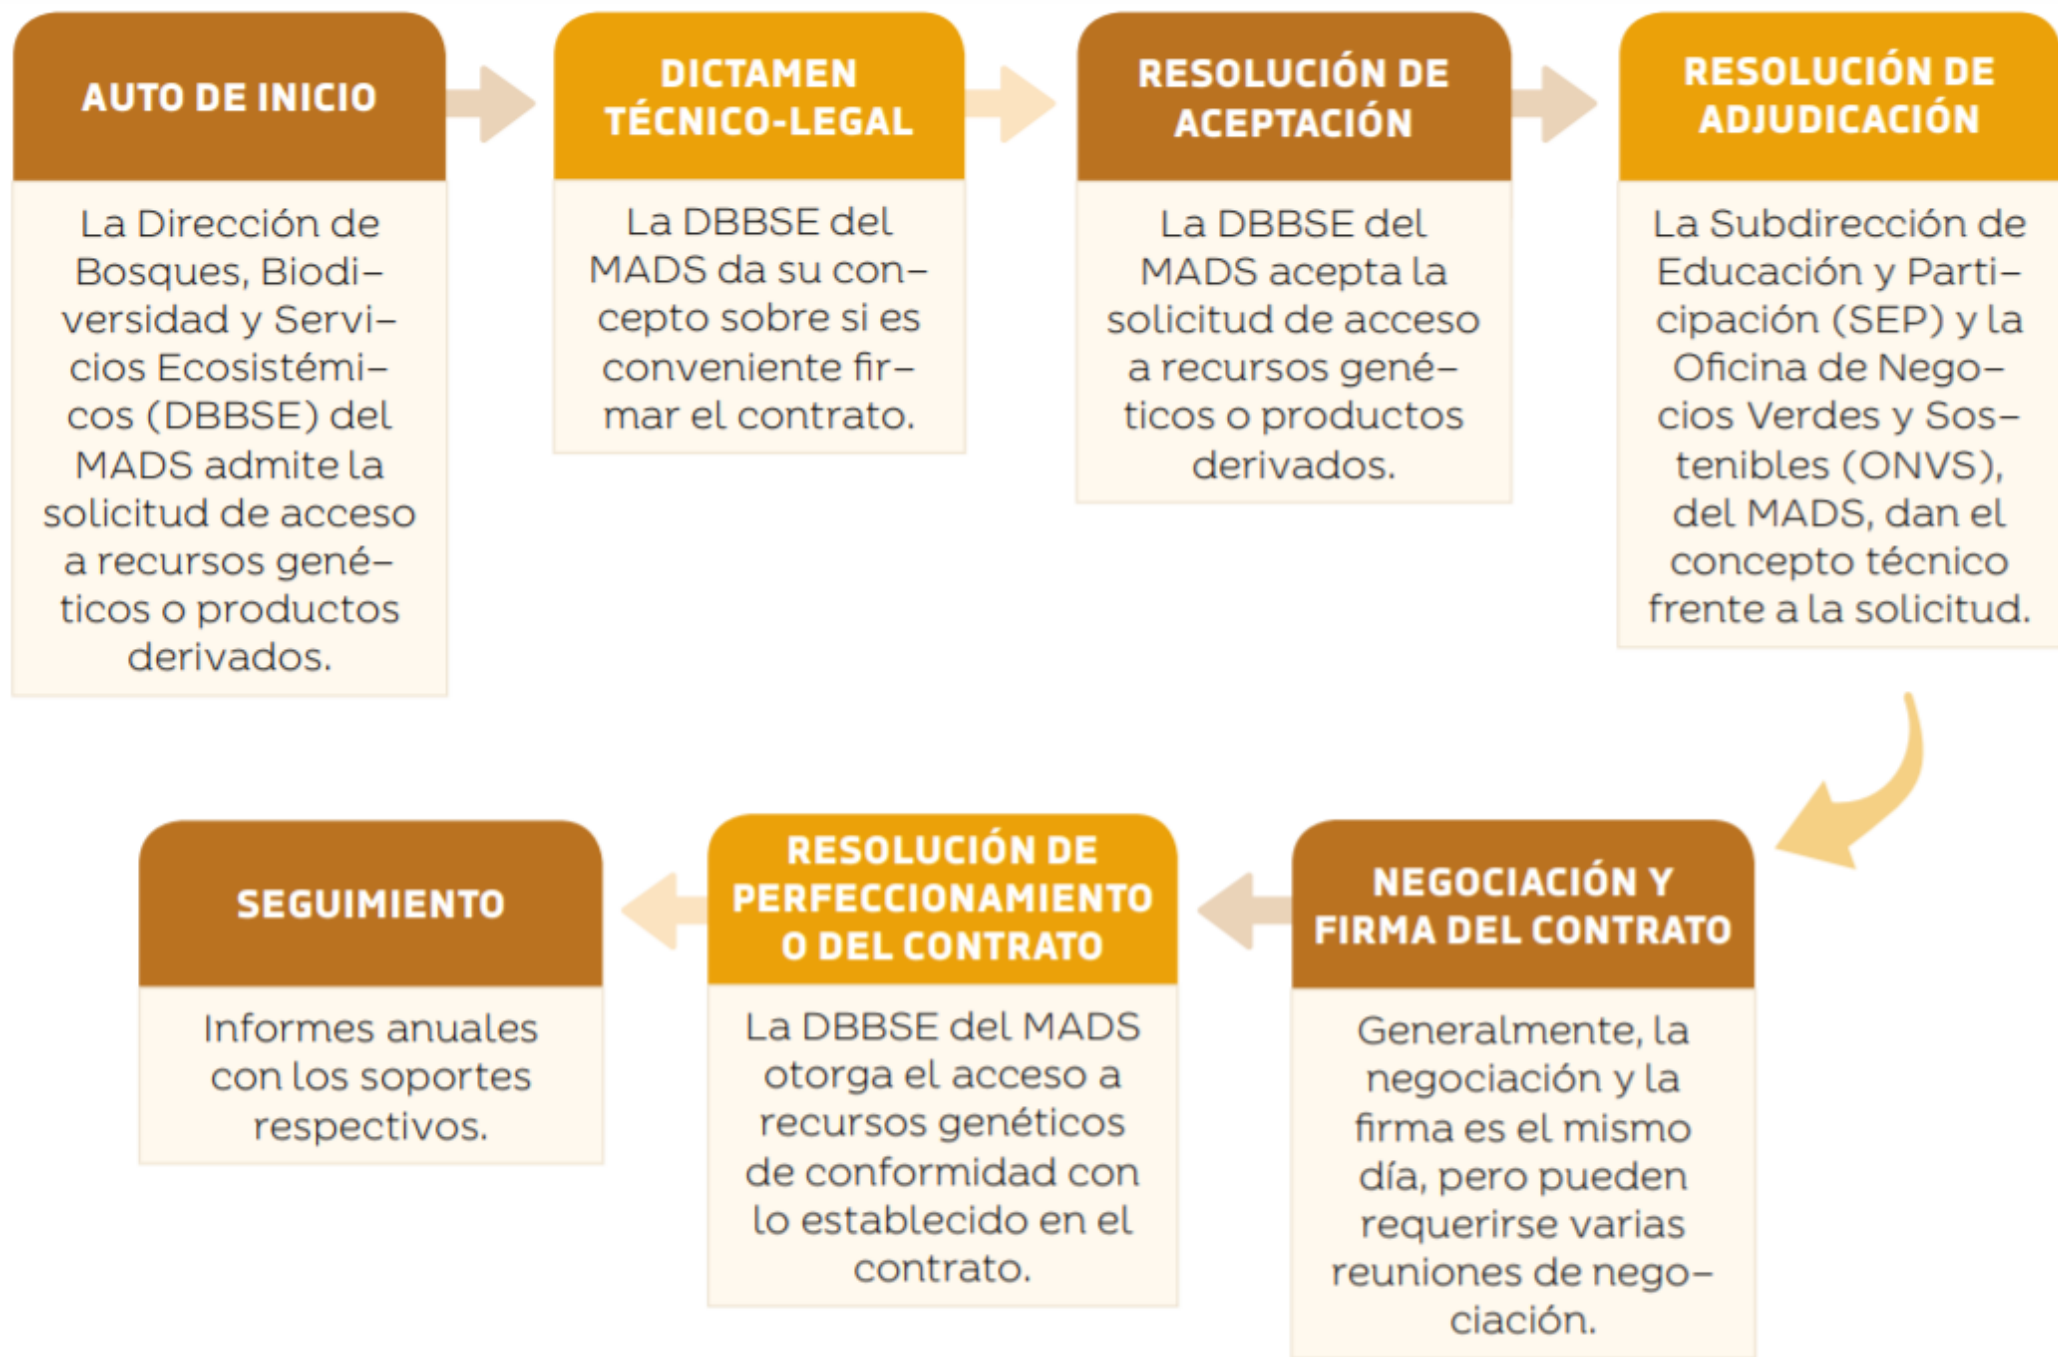 AUTO DE INICIO
La Dirección de
Bosques, Biodi–
versidad y Servi–
cios Ecosistémi–
cos (DBBSE) del
MADS admite la
solicitud de acceso
a recursos gené–
ticos o productos
derivados.
DICTAMEN
TÉCNICO-LEGAL
La DBBSE del
MADS da su con–
cepto sobre si es
conveniente fir–
mar el contrato.
RESOLUCIÓN DE
ACEPTACIÓN
La DBBSE del
MADS acepta la
solicitud de acceso
a recursos gené–
ticos o productos
derivados.
RESOLUCIÓN DE
ADJUDICACIÓN
La Subdirección de
Educación y Parti–
cipación (SEP) y la
Oficina de Nego–
cios Verdes y Sos–
tenibles (ONVS),
del MADS, dan el
concepto técnico
frente a la solicitud.
NEGOCIACIÓN Y
FIRMA DEL CONTRATO
Generalmente, la
negociación y la
firma es el mismo
día, pero pueden
requerirse varias
reuniones de nego–
ciación.
RESOLUCIÓN DE
PERFECCIONAMIENTO
O DEL CONTRATO
La DBBSE del MADS
otorga el acceso a
recursos genéticos
de conformidad con
lo establecido en el
contrato.
SEGUIMIENTO
Informes anuales
con los soportes
respectivos.